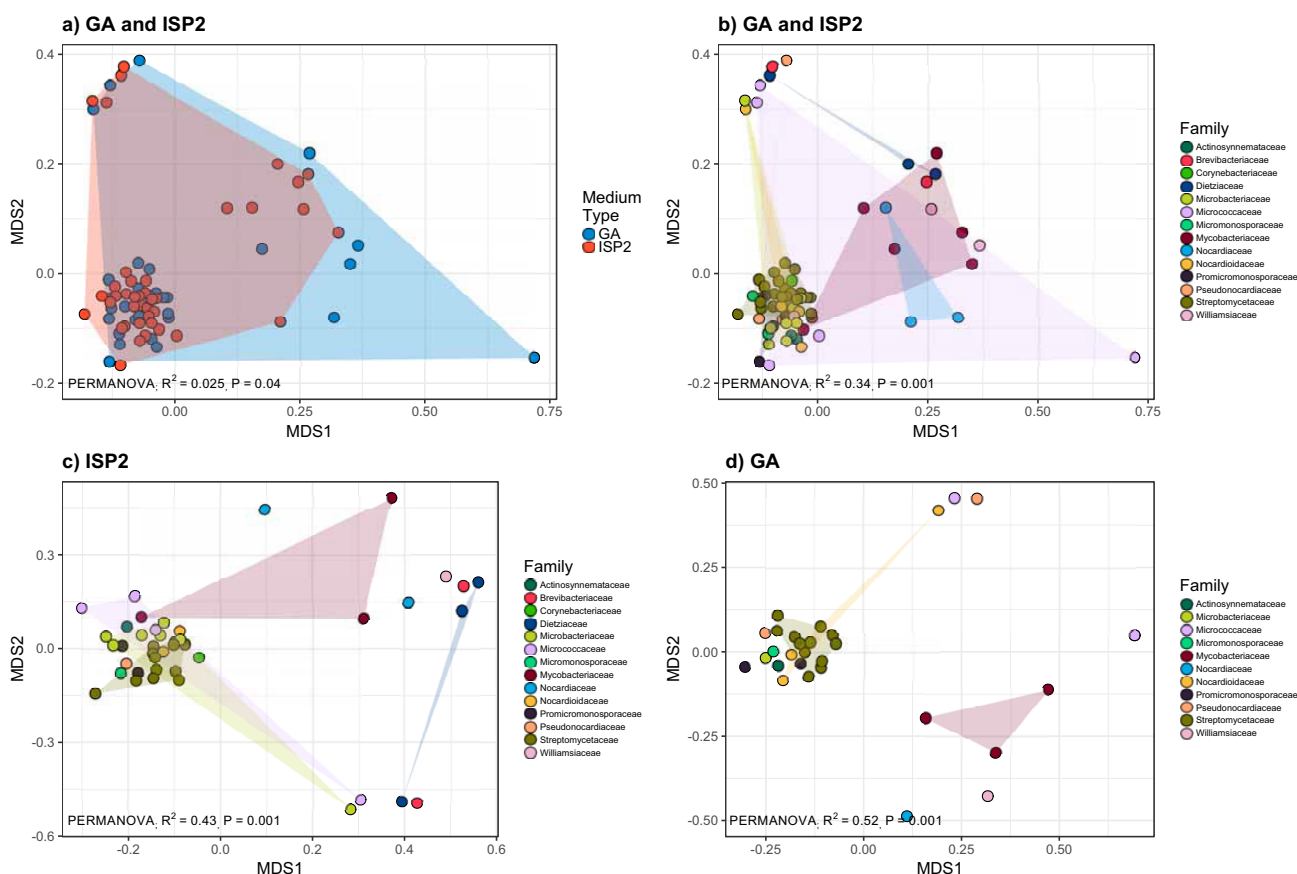 a) GA and ISP2
0.4
0.2
0.0
-0.2
MDS2
PERMANOVA, R² = 0.025, P = 0.04
0.00
0.25
0.50
0.75
MDS1
Medium
Type
GA
ISP2
b) GA and ISP2
0.4
0.2
0.0
-0.2
MDS2
PERMANOVA, R² = 0.34, P = 0.001
0.00
0.25
0.50
0.75
MDS1
Family
Actinosynnemataceae
Brevibacteriaceae
Corynebacteriaceae
Dietziaceae
Microbacteriaceae
Micrococcaceae
Micromonosporaceae
Mycobacteriaceae
Nocardiaceae
Nocardioidaceae
Promicromonosporaceae
Pseudonocardiaceae
Streptomycetaceae
Williamsiaceae
c) ISP2
0.3
0.0
-0.3
-0.6
MDS2
PERMANOVA, R² = 0.43, P = 0.001
-0.2
0.0
0.2
0.4
0.6
MDS1
Family
Actinosynnemataceae
Brevibacteriaceae
Corynebacteriaceae
Dietziaceae
Microbacteriaceae
Micrococcaceae
Micromonosporaceae
Mycobacteriaceae
Nocardiaceae
Nocardioidaceae
Promicromonosporaceae
Pseudonocardiaceae
Streptomycetaceae
Williamsiaceae
d) GA
0.50
0.25
0.00
-0.25
-0.50
MDS2
PERMANOVA, R² = 0.52, P = 0.001
-0.25
0.00
0.25
0.50
MDS1
Family
Actinosynnemataceae
Microbacteriaceae
Micrococcaceae
Micromonosporaceae
Mycobacteriaceae
Nocardiaceae
Nocardioidaceae
Promicromonosporaceae
Pseudonocardiaceae
Streptomycetaceae
Williamsiaceae